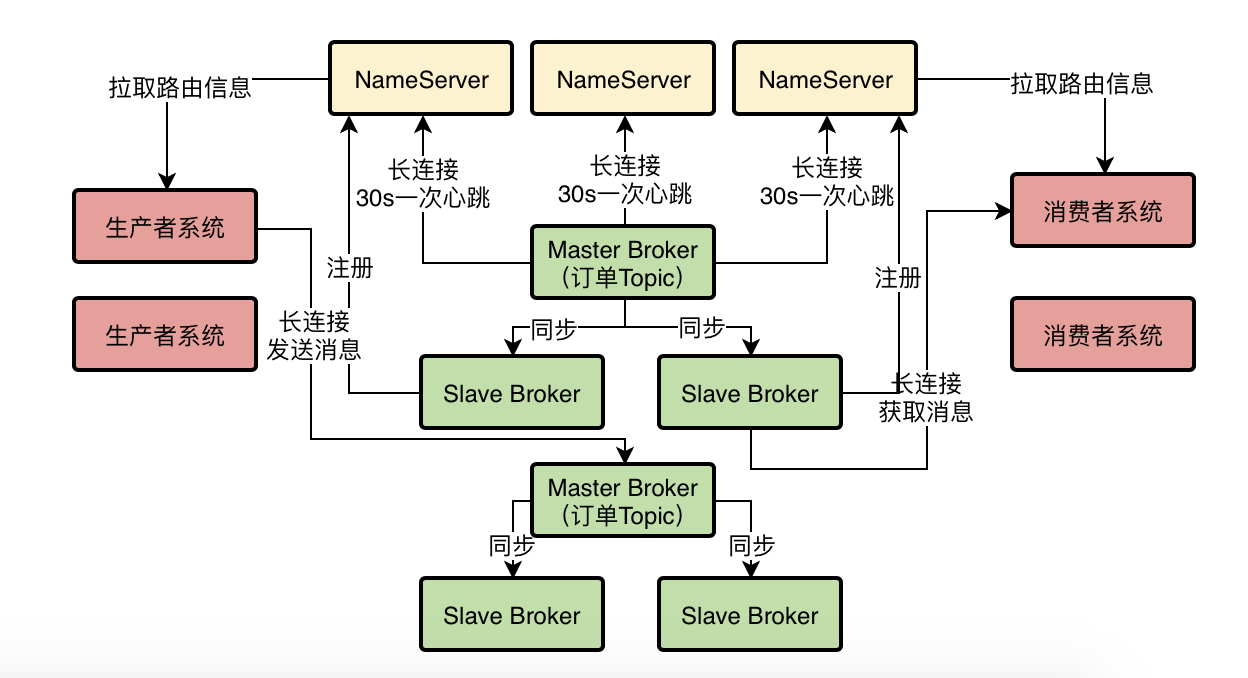 NameServer
NameServer
NameServer
拉取路由信息
拉取路由信息
长连接
30s一次心跳
长连接
30s一次心跳
长连接
30s一次心跳
生产者系统
消费者系统
Master Broker
（订单Topic）
注册
注册
生产者系统
长连接
发送消息
同步
同步
消费者系统
Slave Broker
Slave Broker
长连接
获取消息
Master Broker
（订单Topic）
同步
同步
Slave Broker
Slave Broker